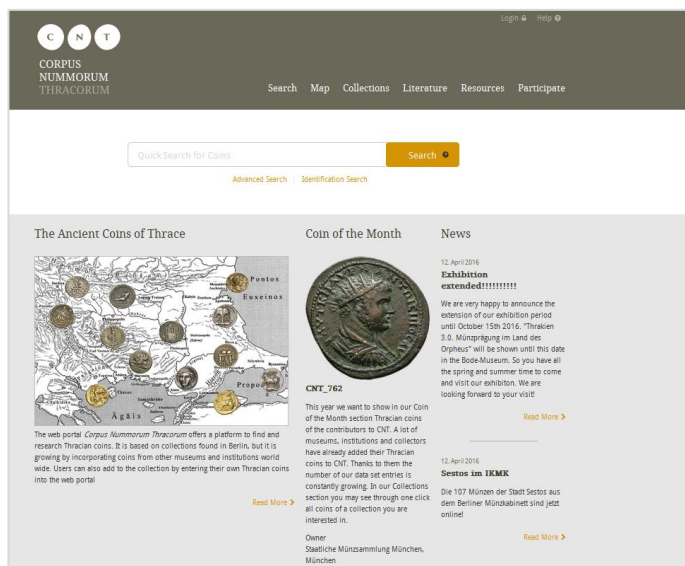 Login Help
C N T
CORPUS
NUMMORUM
THRACORUM
Search Map Collections Literature Resources Participate
Quick Search for Coins
Search
Advanced Search
Identification Search
The Ancient Coins of Thrace
Pontos
Euxeinos
Propo
Ägäis
The web portal Corpus Nummorum Thracorum offers a platform to find and
research Thracian coins. It is based on collections found in Berlin, but it is
growing by incorporating coins from other museums and institutions world
wide. Users can also add to the collection by entering their own Thracian coins
into the web portal
Read More
Coin of the Month
CNT_762
This year we want to show in our Coin
of the Month section Thracian coins
of the contributors to CNT. A lot of
museums, institutions and collectors
have already added their Thracian
coins to CNT. Thanks to them the
number of our data set entries is
constantly growing. In our Collections
section you may see through one click
all coins of a collection you are
interested in.
Owner
Staatliche Münzsammlung München,
München
News
12. April 2016
Exhibition
extended!!!!!!!!!!
We are very happy to announce the
extension of our exhibition period
until October 15th 2016. "Thrakien
3.0. Münzprägung im Land des
Orpheus" will be shown until this date
in the Bode-Museum. So you have all
the spring and summer time to come
and visit our exhibiton. We are
looking forward to your visit!
Read More
12. April 2016
Sestos im IKMK
Die 107 Münzen der Stadt Sestos aus
dem Berliner Münzkabinett sind jetzt
online!
Read More